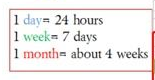 1 day= 24 hours
1 week= 7 days
1 month= about 4 weeks